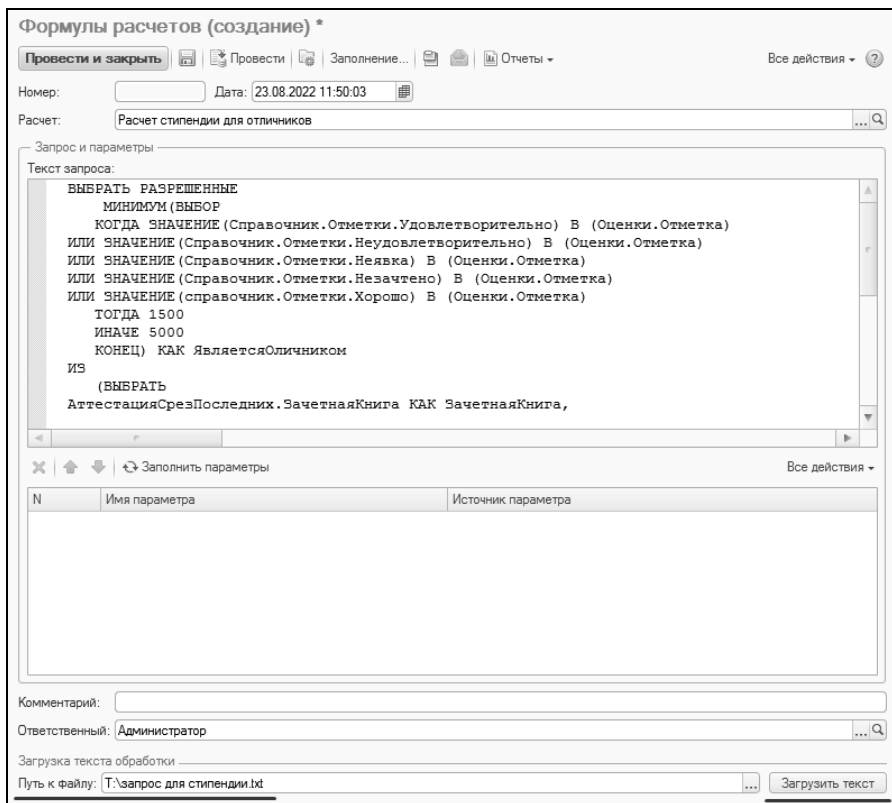 Формулы расчетов (создание) *
Провести и закрыть Провести Заполнение... Отчеты Все действия ?
Номер: Дата: 23.08.2022 11:50:03
Расчет: Расчет стипендии для отличников ...
Запрос и параметры
Текст запроса:
ВЫБРАТЬ РАЗРЕШЕННЫЕ
МИНИМУМ(ВЫБОР
КОГДА ЗНАЧЕНИЕ(Справочник.Отметки.Удовлетворительно) В (Оценки.Отметка)
ИЛИ ЗНАЧЕНИЕ(Справочник.Отметки.Неудовлетворительно) В (Оценки.Отметка)
ИЛИ ЗНАЧЕНИЕ(Справочник.Отметки.Неявка) В (Оценки.Отметка)
ИЛИ ЗНАЧЕНИЕ(Справочник.Отметки.Незачтено) В (Оценки.Отметка)
ИЛИ ЗНАЧЕНИЕ(справочник.Отметки.Хорошо) В (Оценки.Отметка)
ТОГДА 1500
ИНАЧЕ 5000
КОНЕЦ) КАК ЯвляетсяОличником
ИЗ
(ВЫБРАТЬ
АттестацияСрезПоследних.ЗачетнаяКнига КАК ЗачетнаяКнига,
Заполнить параметры Все действия
N Имя параметра Источник параметра
Комментарий:
Ответственный: Администратор ...
Загрузка текста обработки
Путь к файлу: T:\запрос для стипендии.txt ... Загрузить текст